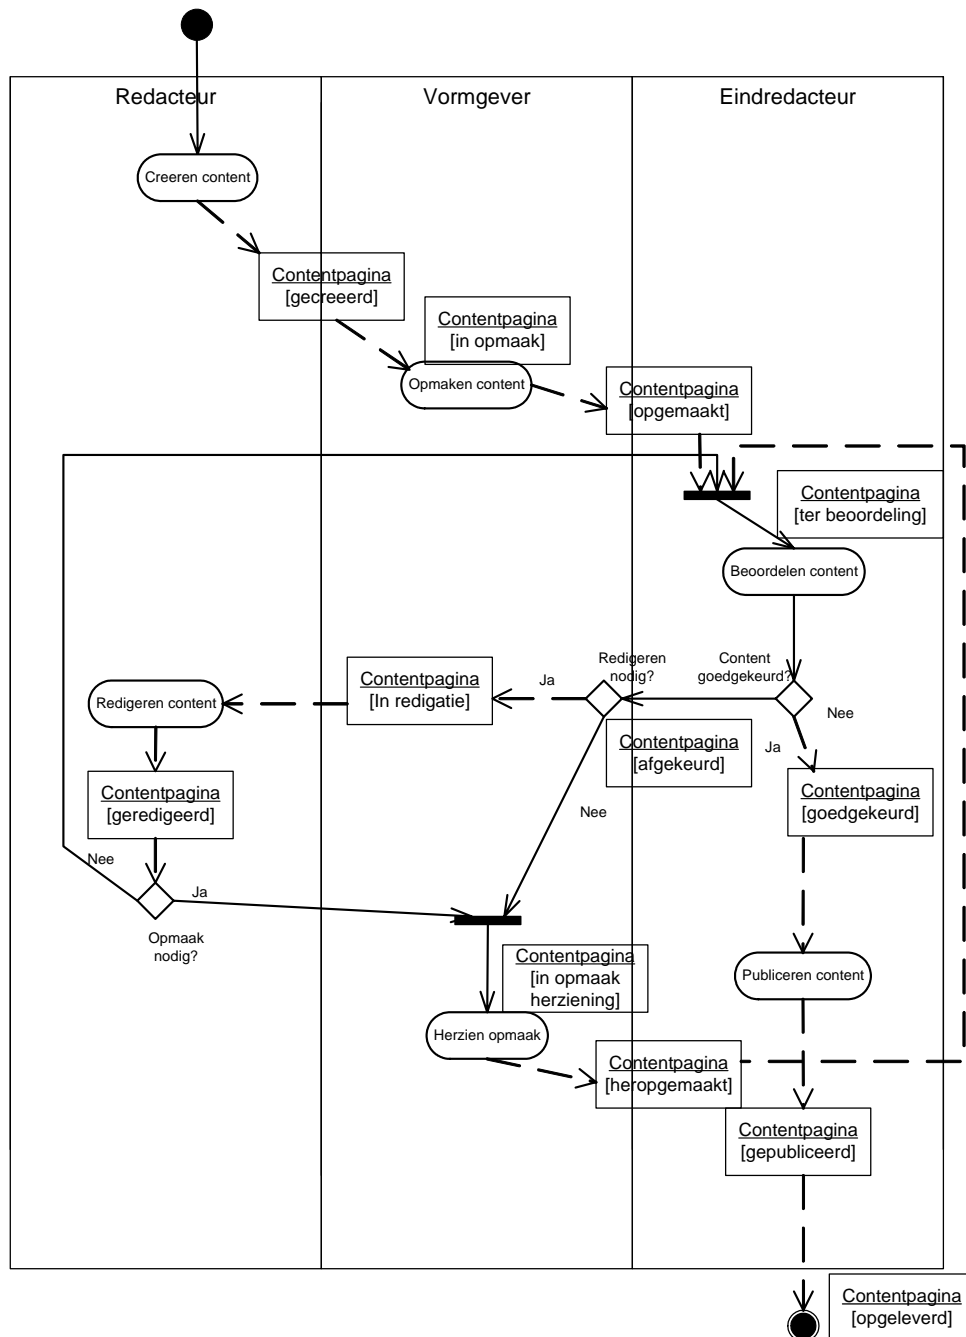 Redacteur
Vormgever
Eindredacteur
Creeren content
Contentpagina
[gecreeerd]
Contentpagina
[in opmaak]
Opmaken content
Contentpagina
[opgemaakt]
Contentpagina
[ter beoordeling]
Beoordelen content
Redigeren
nodig?
Content
goedgekeurd?
Ja
Contentpagina
[In redigatie]
Redigeren content
Nee
Contentpagina
[afgekeurd]
Ja
Contentpagina
[goedgekeurd]
Contentpagina
[geredigeerd]
Nee
Nee
Ja
Opmaak
nodig?
Contentpagina
[in opmaak
herziening]
Publiceren content
Herzien opmaak
Contentpagina
[heropgemaakt]
Contentpagina
[gepubliceerd]
Contentpagina
[opgeleverd]